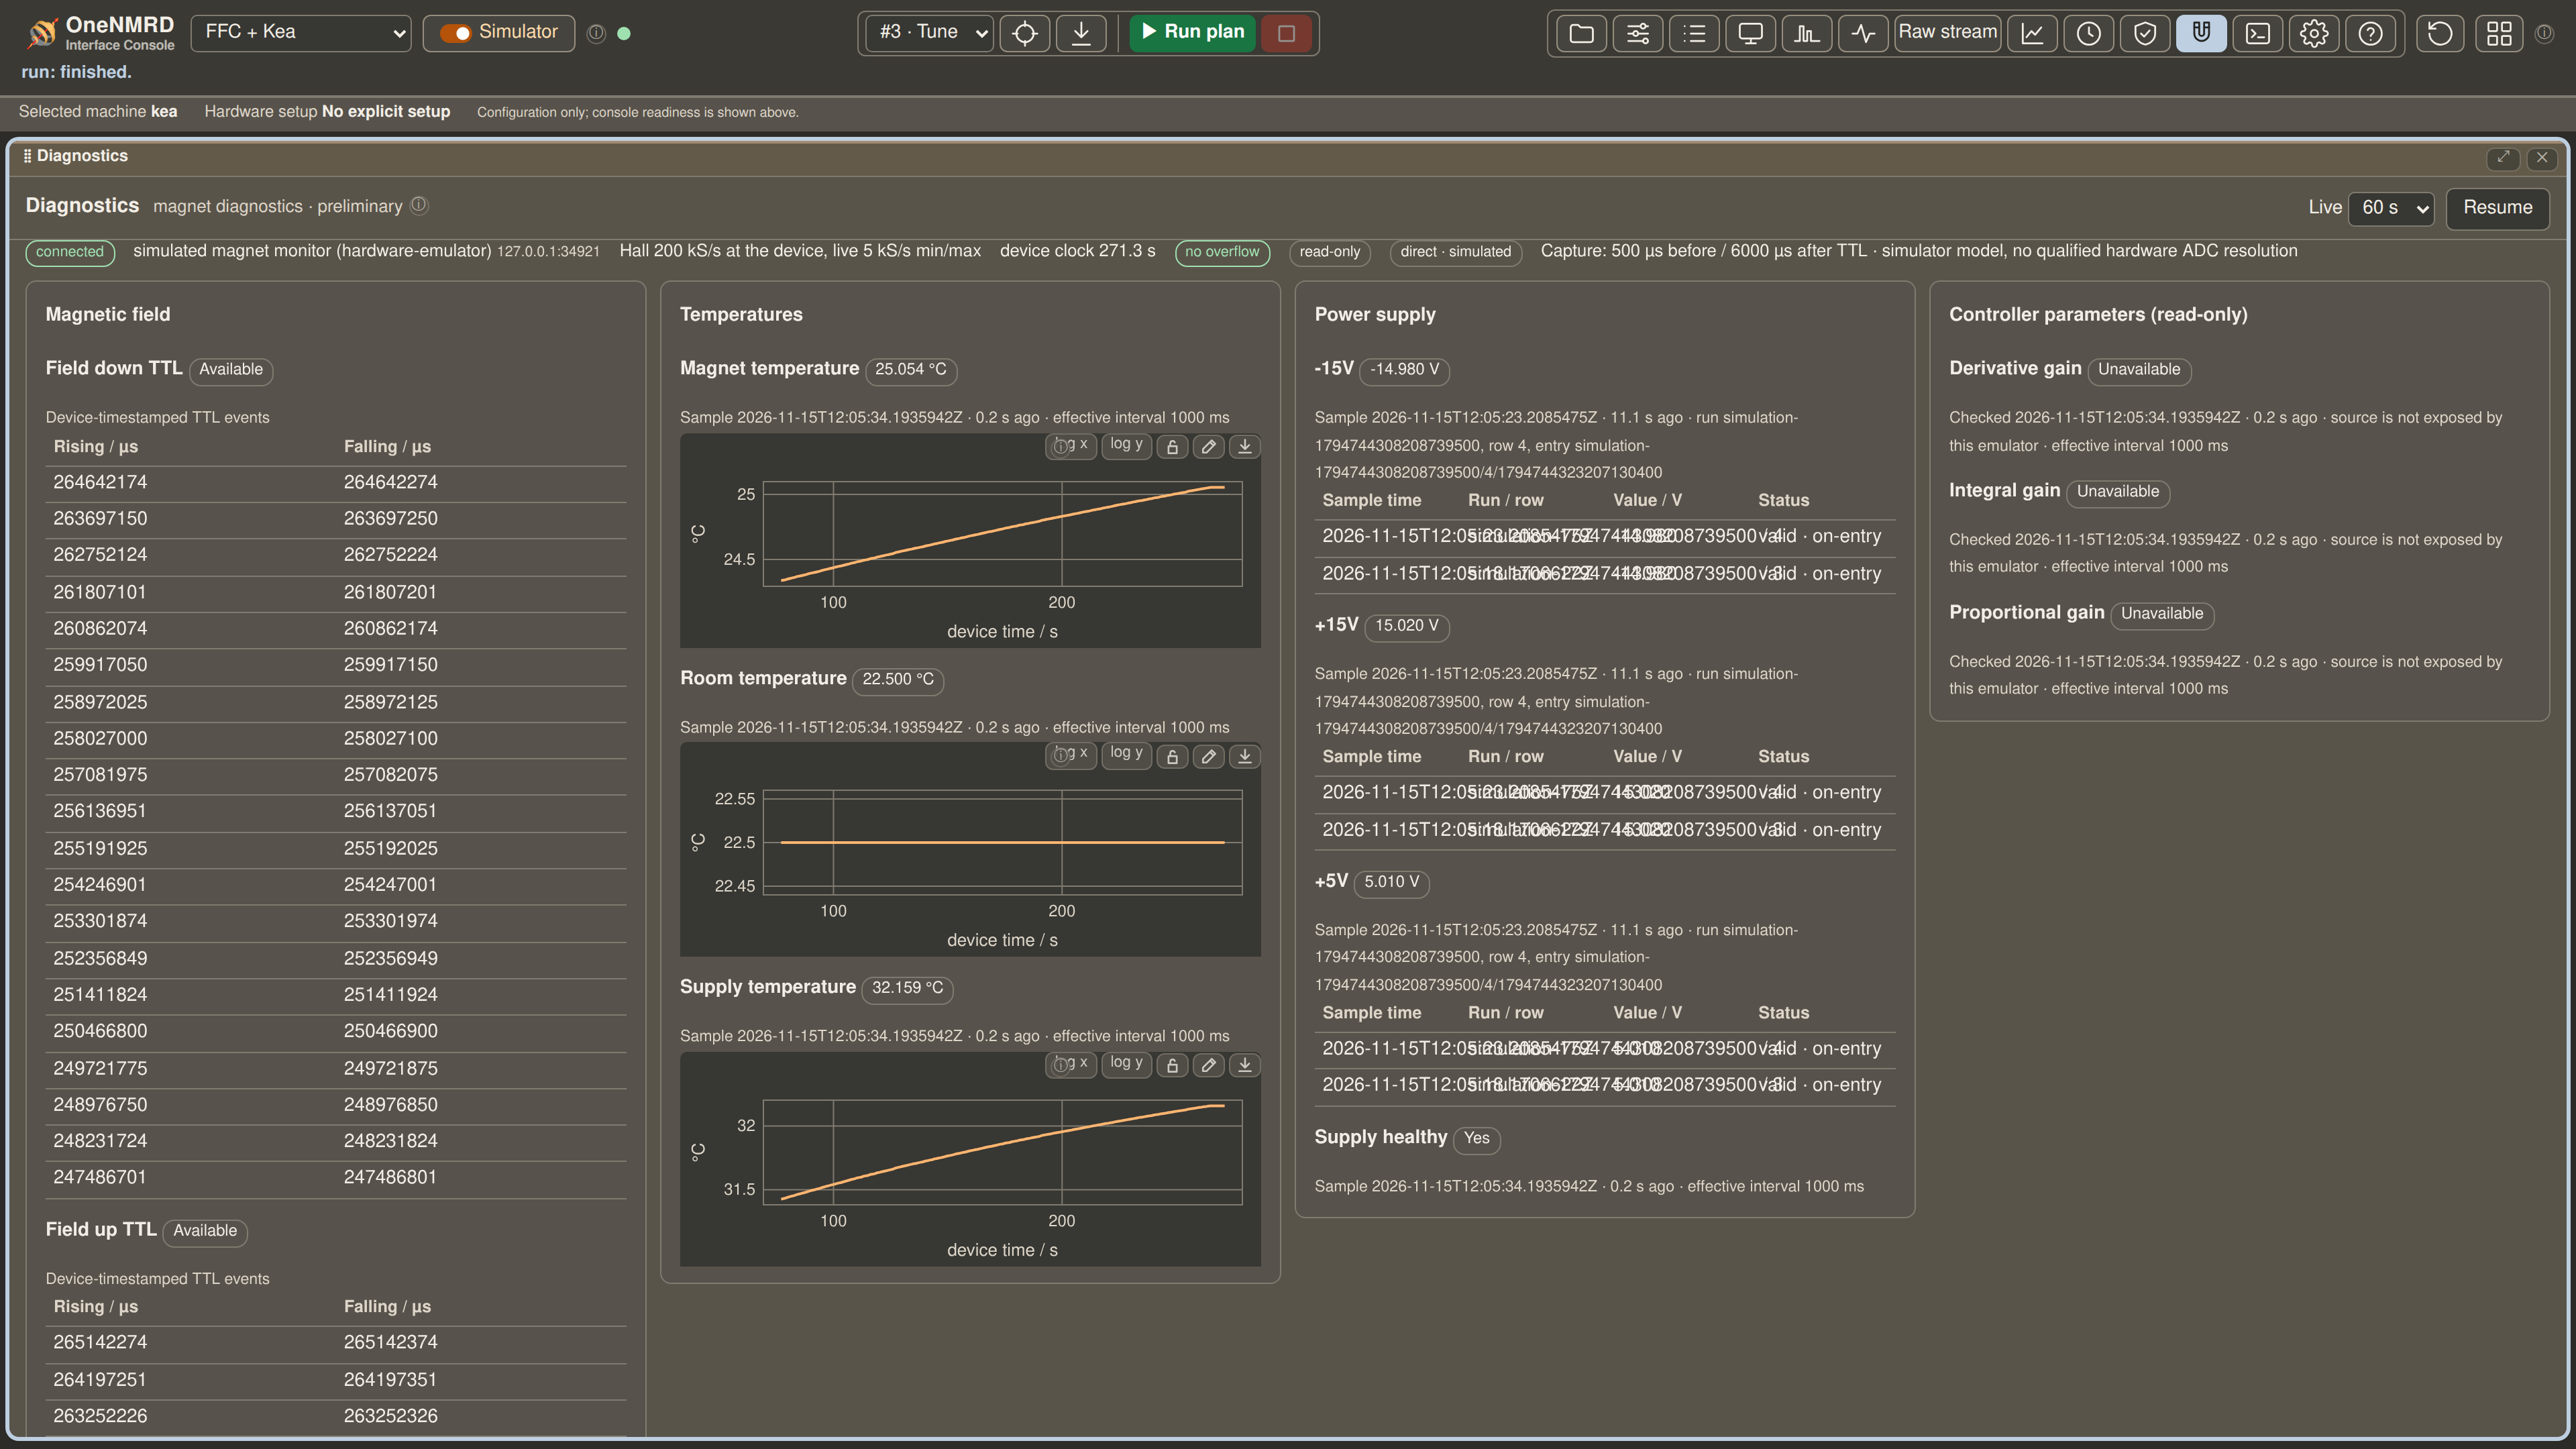 OneNMRD
Interface Console
FFC + Kea
Simulator
#3 · Tune
Run plan
Raw stream
run: finished.
Selected machine kea Hardware setup No explicit setup Configuration only; console readiness is shown above.
Diagnostics
Diagnostics magnet diagnostics · preliminary
Live 60 s Resume
connected simulated magnet monitor (hardware-emulator) 127.0.0.1:34921 Hall 200 kS/s at the device, live 5 kS/s min/max device clock 271.3 s no overflow read-only direct · simulated Capture: 500 µs before / 6000 µs after TTL · simulator model, no qualified hardware ADC resolution
Magnetic field
Field down TTL Available
Device-timestamped TTL events
Rising / µs Falling / µs
264642174 264642274
263697150 263697250
262752124 262752224
261807101 261807201
260862074 260862174
259917050 259917150
258972025 258972125
258027000 258027100
257081975 257082075
256136951 256137051
255191925 255192025
254246901 254247001
253301874 253301974
252356849 252356949
251411824 251411924
250466800 250466900
249721775 249721875
248976750 248976850
248231724 248231824
247486701 247486801
Field up TTL Available
Device-timestamped TTL events
Rising / µs Falling / µs
265142274 265142374
264197251 264197351
263252226 263252326
Temperatures
Magnet temperature 25.054 °C
Sample 2026-11-15T12:05:34.1935942Z · 0.2 s ago · effective interval 1000 ms
log y
25
24.5
°C
100 200
device time / s
Room temperature 22.500 °C
Sample 2026-11-15T12:05:34.1935942Z · 0.2 s ago · effective interval 1000 ms
log y
22.55
22.5
22.45
°C
100 200
device time / s
Supply temperature 32.159 °C
Sample 2026-11-15T12:05:34.1935942Z · 0.2 s ago · effective interval 1000 ms
log y
32
31.5
°C
100 200
device time / s
Power supply
-15V -14.980 V
Sample 2026-11-15T12:05:23.2085475Z · 11.1 s ago · run simulation-
1794744308208739500, row 4, entry simulation-
1794744308208739500/4/1794744323207130400
Sample time Run / row Value / V Status
· on-entry
· on-entry
+15V 15.020 V
Sample 2026-11-15T12:05:23.2085475Z · 11.1 s ago · run simulation-
1794744308208739500, row 4, entry simulation-
1794744308208739500/4/1794744323207130400
Sample time Run / row Value / V Status
· on-entry
· on-entry
+5V 5.010 V
Sample 2026-11-15T12:05:23.2085475Z · 11.1 s ago · run simulation-
1794744308208739500, row 4, entry simulation-
1794744308208739500/4/1794744323207130400
Sample time Run / row Value / V Status
· on-entry
· on-entry
Supply healthy Yes
Sample 2026-11-15T12:05:34.1935942Z · 0.2 s ago · effective interval 1000 ms
Controller parameters (read-only)
Derivative gain Unavailable
Checked 2026-11-15T12:05:34.1935942Z · 0.2 s ago · source is not exposed by
this emulator · effective interval 1000 ms
Integral gain Unavailable
Checked 2026-11-15T12:05:34.1935942Z · 0.2 s ago · source is not exposed by
this emulator · effective interval 1000 ms
Proportional gain Unavailable
Checked 2026-11-15T12:05:34.1935942Z · 0.2 s ago · source is not exposed by
this emulator · effective interval 1000 ms